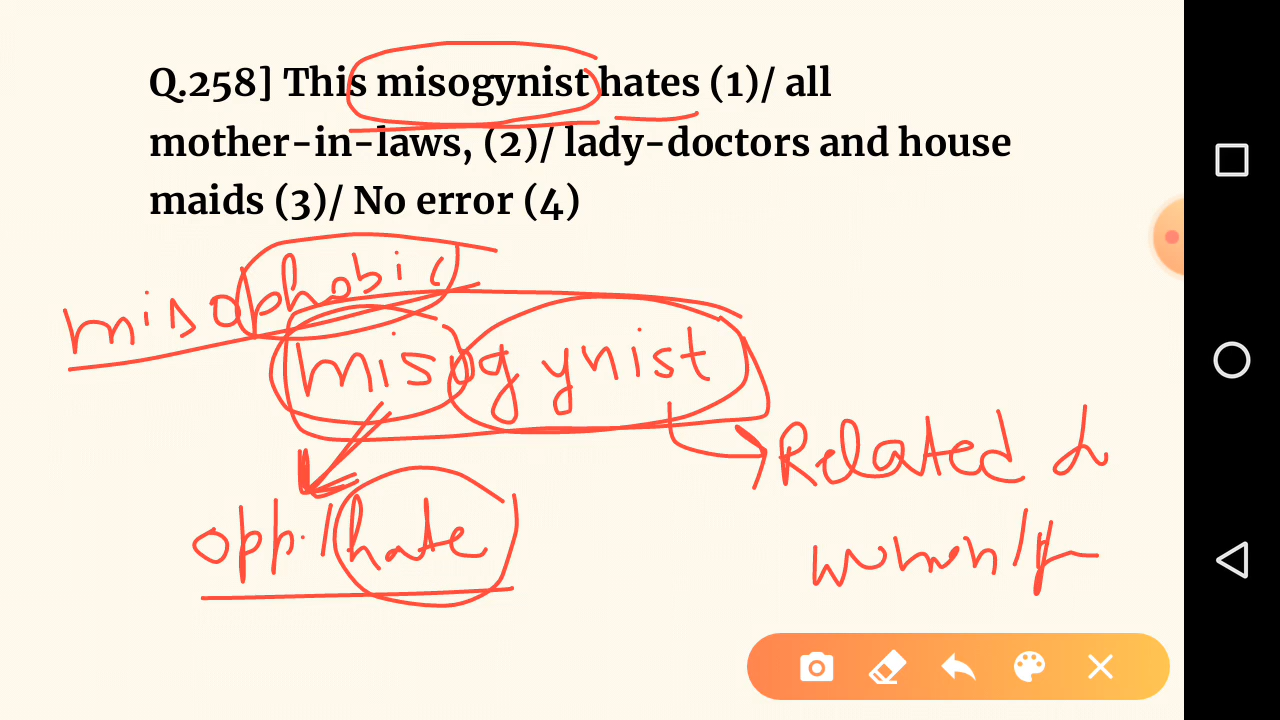 Q.258] This misogynist hates (1)/ all
mother-in-laws, (2)/ lady-doctors and house
maids (3)/ No error (4)
misophobic
misogynist
Related
opp./hate
women/f